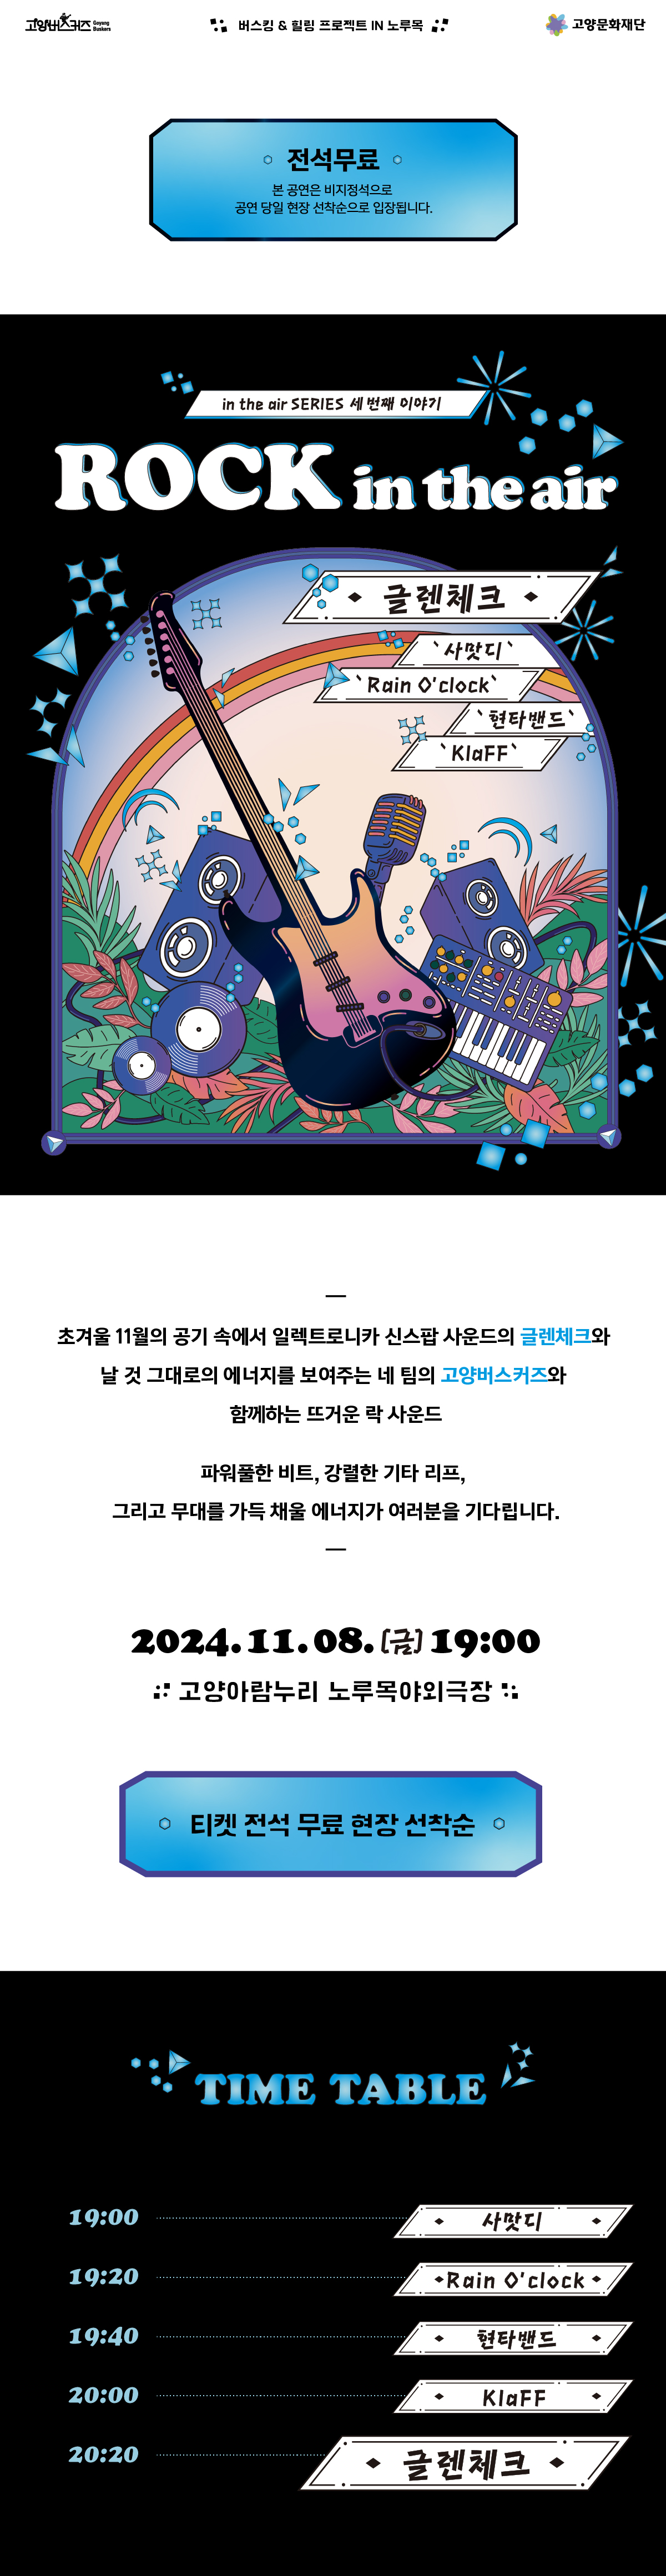 고양버스커즈 Goyang Buskers
버스킹 & 힐링 프로젝트 IN 노루목
고양문화재단
전석무료
본 공연은 비지정석으로
공연 당일 현장 선착순으로 입장됩니다.
in the air SERIES 세 번째 이야기
ROCK in the air
글렌체크
사맛디
Rain O'clock
현타밴드
KlaFF
초겨울 11월의 공기 속에서 일렉트로니카 신스팝 사운드의 글렌체크와
날 것 그대로의 에너지를 보여주는 네 팀의 고양버스커즈와
함께하는 뜨거운 락 사운드
파워풀한 비트, 강렬한 기타 리프,
그리고 무대를 가득 채울 에너지가 여러분을 기다립니다.
2024. 11. 08. [금] 19:00
고양아람누리 노루목야외극장
티켓 전석 무료 현장 선착순
TIME TABLE
19:00 사맛디
19:20 Rain O'clock
19:40 현타밴드
20:00 KlaFF
20:20 글렌체크